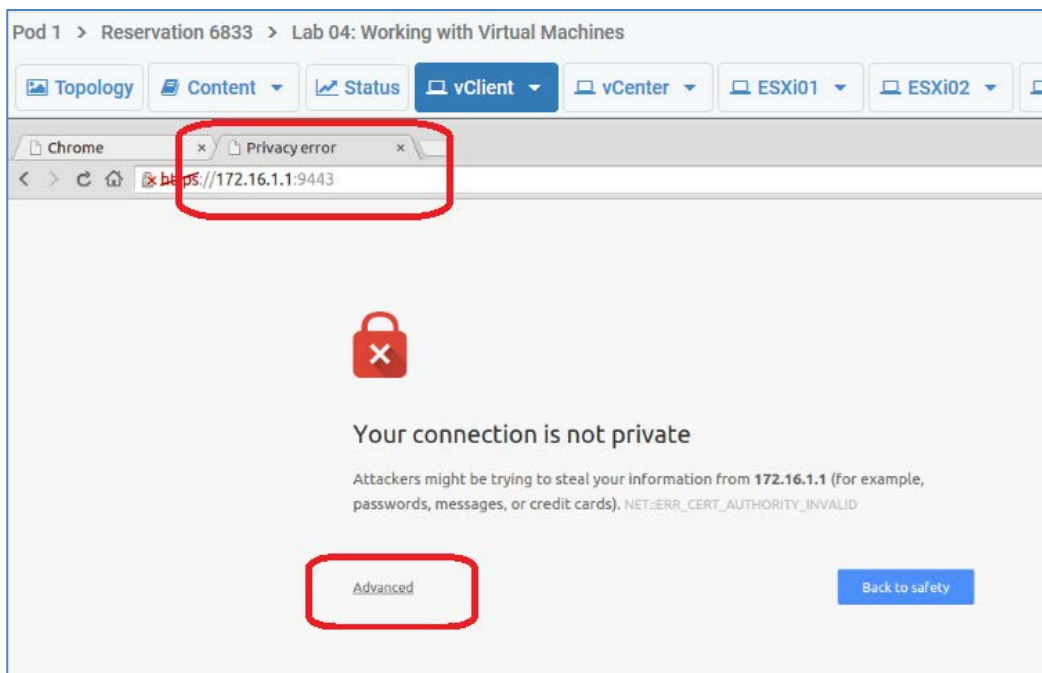 Pod 1 > Reservation 6833 > Lab 04: Working with Virtual Machines
Topology Content Status vClient vCenter ESXi01 ESXi02
Chrome × Privacy error ×
https://172.16.1.1:9443
Your connection is not private
Attackers might be trying to steal your information from 172.16.1.1 (for example,
passwords, messages, or credit cards). NET::ERR_CERT_AUTHORITY_INVALID
Advanced Back to safety